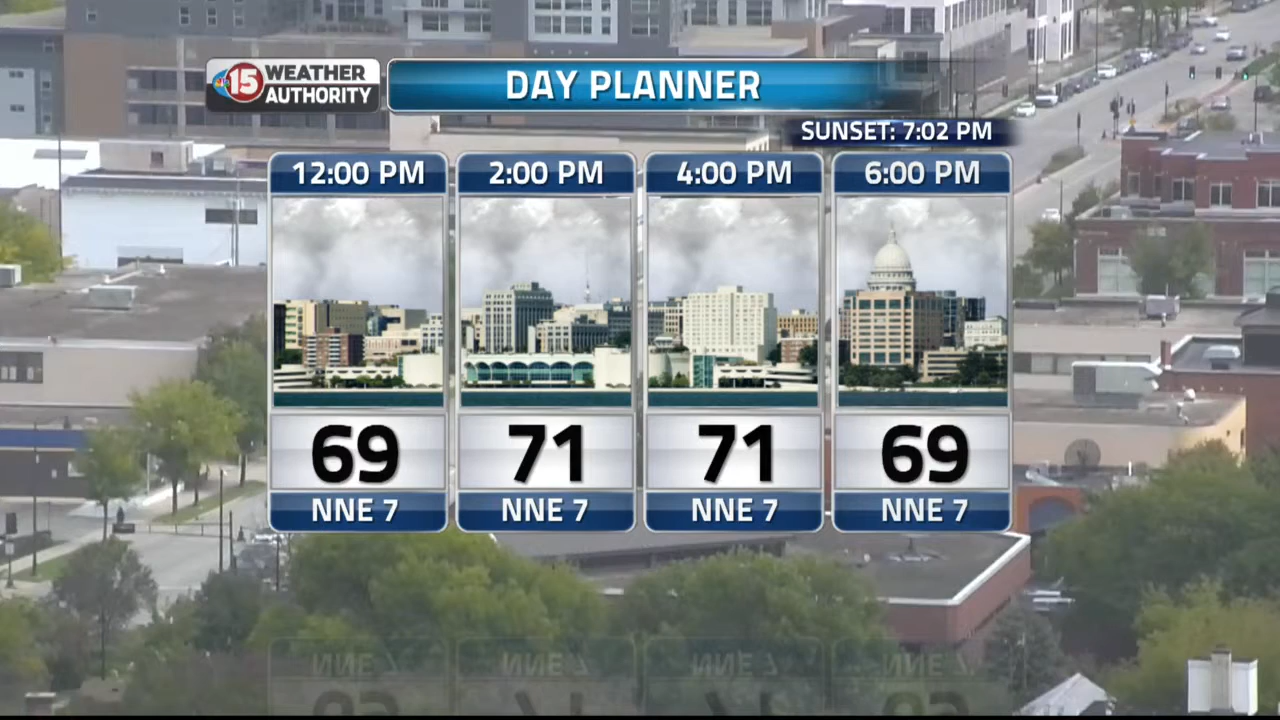 15 WEATHER AUTHORITY
DAY PLANNER
SUNSET: 7:02 PM
12:00 PM
2:00 PM
4:00 PM
6:00 PM
69
71
71
69
NNE 7
NNE 7
NNE 7
NNE 7